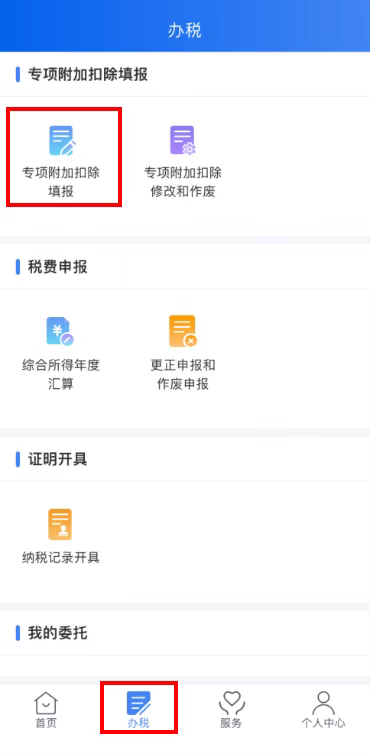 办税
专项附加扣除填报
专项附加扣除
填报
专项附加扣除
修改和作废
税费申报
综合所得年度
汇算
更正申报和
作废申报
证明开具
纳税记录开具
我的委托
首页
办税
服务
个人中心